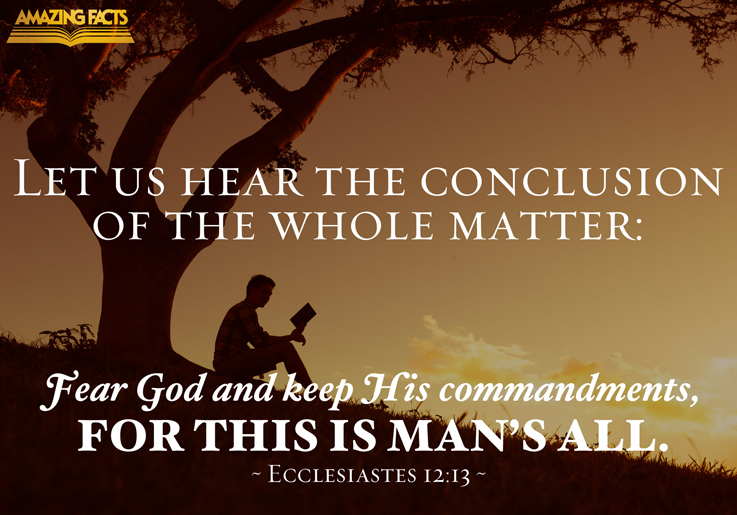 AMAZING FACTS
LET US HEAR THE CONCLUSION
OF THE WHOLE MATTER:
Fear God and keep His commandments,
FOR THIS IS MAN'S ALL.
~ ECCLESIASTES 12:13 ~